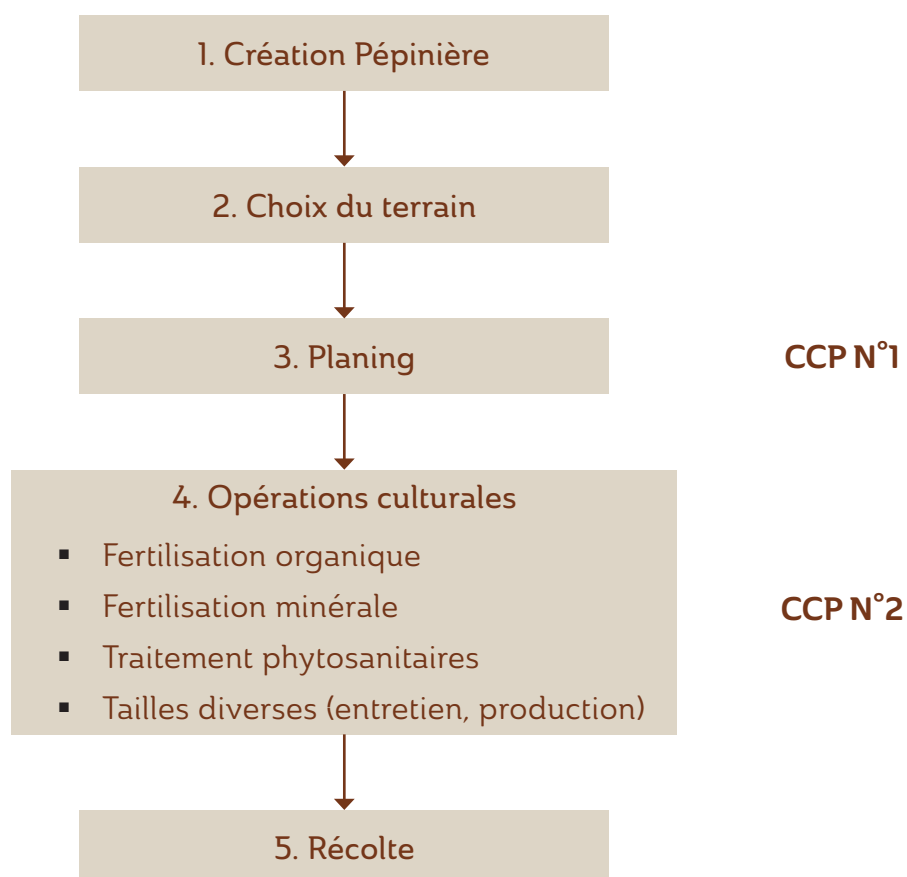 1. Création Pépinière
2. Choix du terrain
3. Planing
CCP N°1
4. Opérations culturales
▪ Fertilisation organique
▪ Fertilisation minérale
CCP N°2
▪ Traitement phytosanitaires
▪ Tailles diverses (entretien, production)
5. Récolte